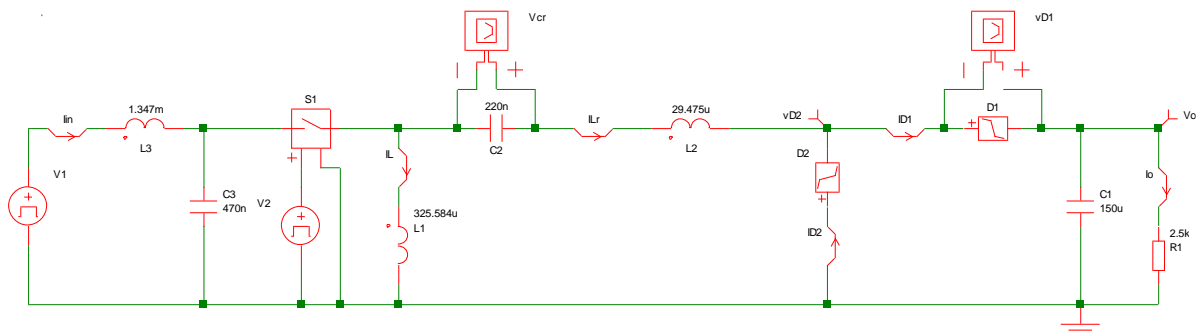 Vcr
vD1
Iin
1.347m
L3
S1
220n
C2
ILr
29.475u
L2
vD2
ID1
D1
Vo
V1
C3
470n
V2
IL
325.584u
L1
D2
ID2
C1
150u
Io
2.5k
R1